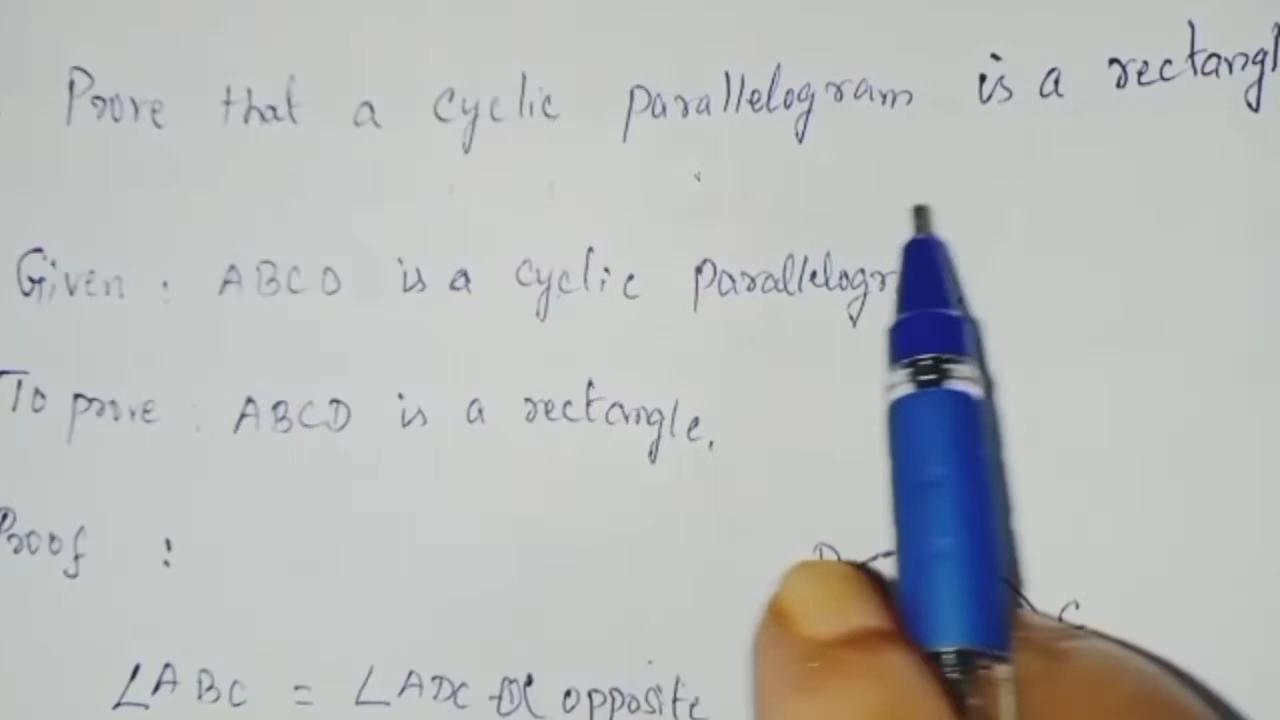 Prove that a cyclic parallelogram is a rectangl
Given : ABCD is a cyclic parallelogr
To prove : ABCD is a rectangle.
Proof :
D
C
∠ABC = ∠ADC opposite